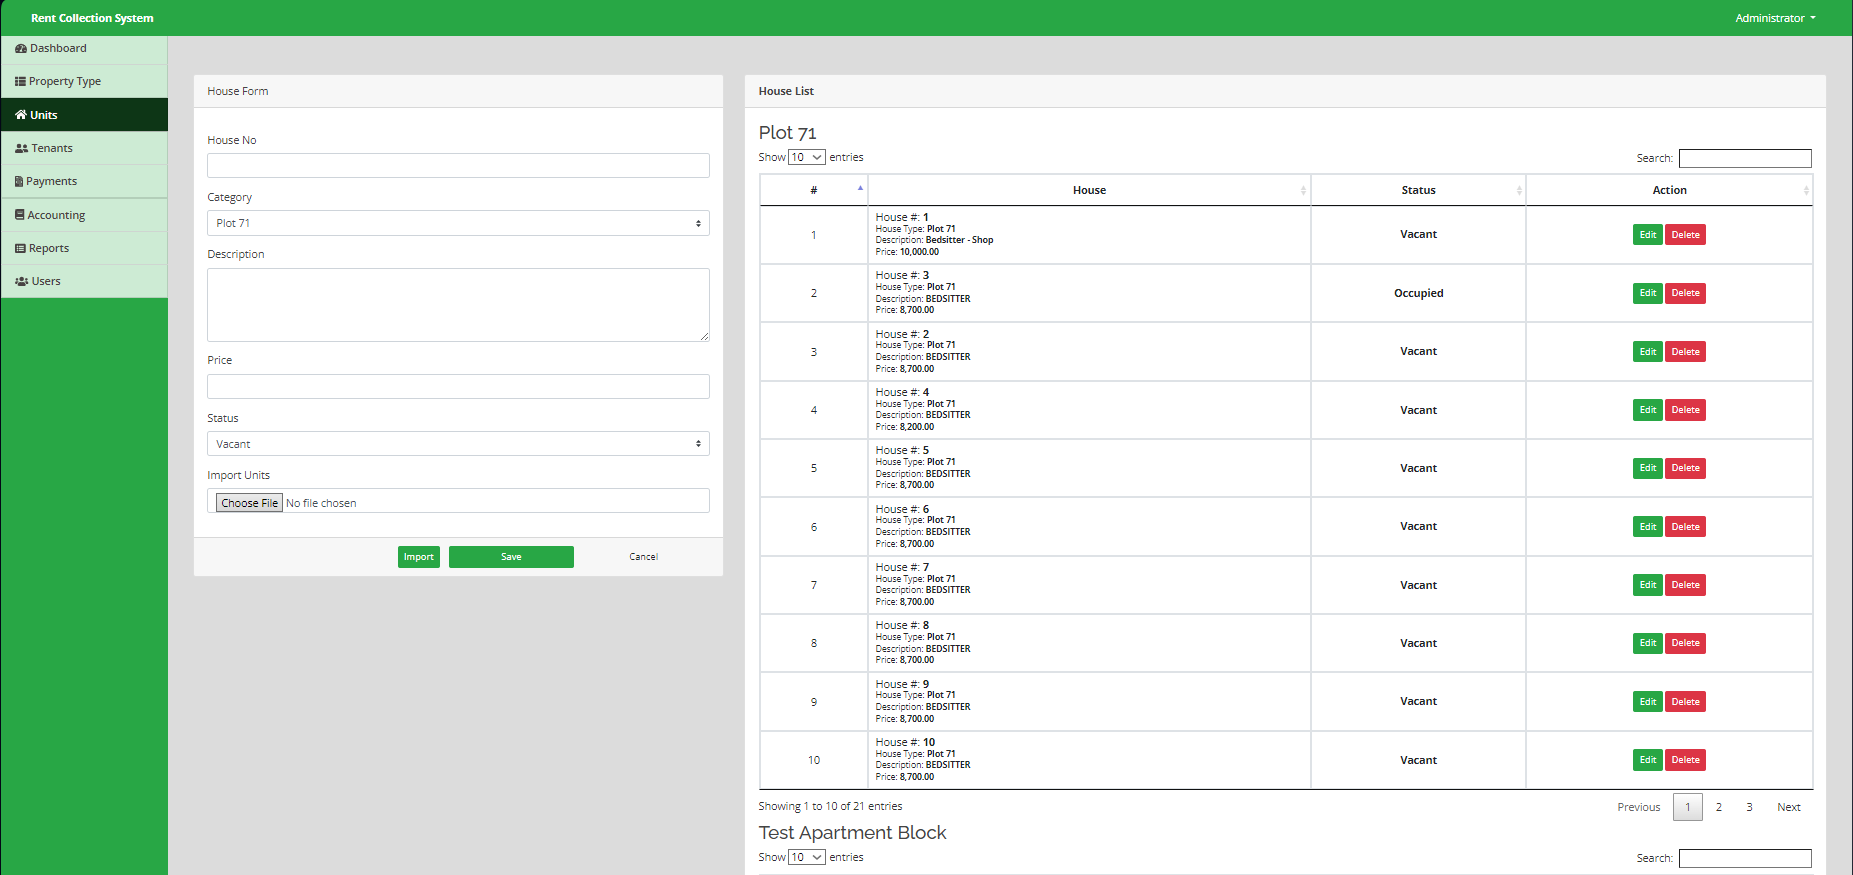 Rent Collection System
Administrator
Dashboard
Property Type
Units
Tenants
Payments
Accounting
Reports
Users
House Form
House No
Category
Plot 71
Description
Price
Status
Vacant
Import Units
Choose File No file chosen
Import Save Cancel
House List
Plot 71
Show 10 entries
Search:
# House Status Action
1
House #: 1
House Type: Plot 71
Description: Bedsitter - Shop
Price: 10,000.00
Vacant
Edit Delete
2
House #: 3
House Type: Plot 71
Description: BEDSITTER
Price: 8,700.00
Occupied
Edit Delete
3
House #: 2
House Type: Plot 71
Description: BEDSITTER
Price: 8,700.00
Vacant
Edit Delete
4
House #: 4
House Type: Plot 71
Description: BEDSITTER
Price: 8,200.00
Vacant
Edit Delete
5
House #: 5
House Type: Plot 71
Description: BEDSITTER
Price: 8,700.00
Vacant
Edit Delete
6
House #: 6
House Type: Plot 71
Description: BEDSITTER
Price: 8,700.00
Vacant
Edit Delete
7
House #: 7
House Type: Plot 71
Description: BEDSITTER
Price: 8,700.00
Vacant
Edit Delete
8
House #: 8
House Type: Plot 71
Description: BEDSITTER
Price: 8,700.00
Vacant
Edit Delete
9
House #: 9
House Type: Plot 71
Description: BEDSITTER
Price: 8,700.00
Vacant
Edit Delete
10
House #: 10
House Type: Plot 71
Description: BEDSITTER
Price: 8,700.00
Vacant
Edit Delete
Showing 1 to 10 of 21 entries
Previous 1 2 3 Next
Test Apartment Block
Show 10 entries
Search: